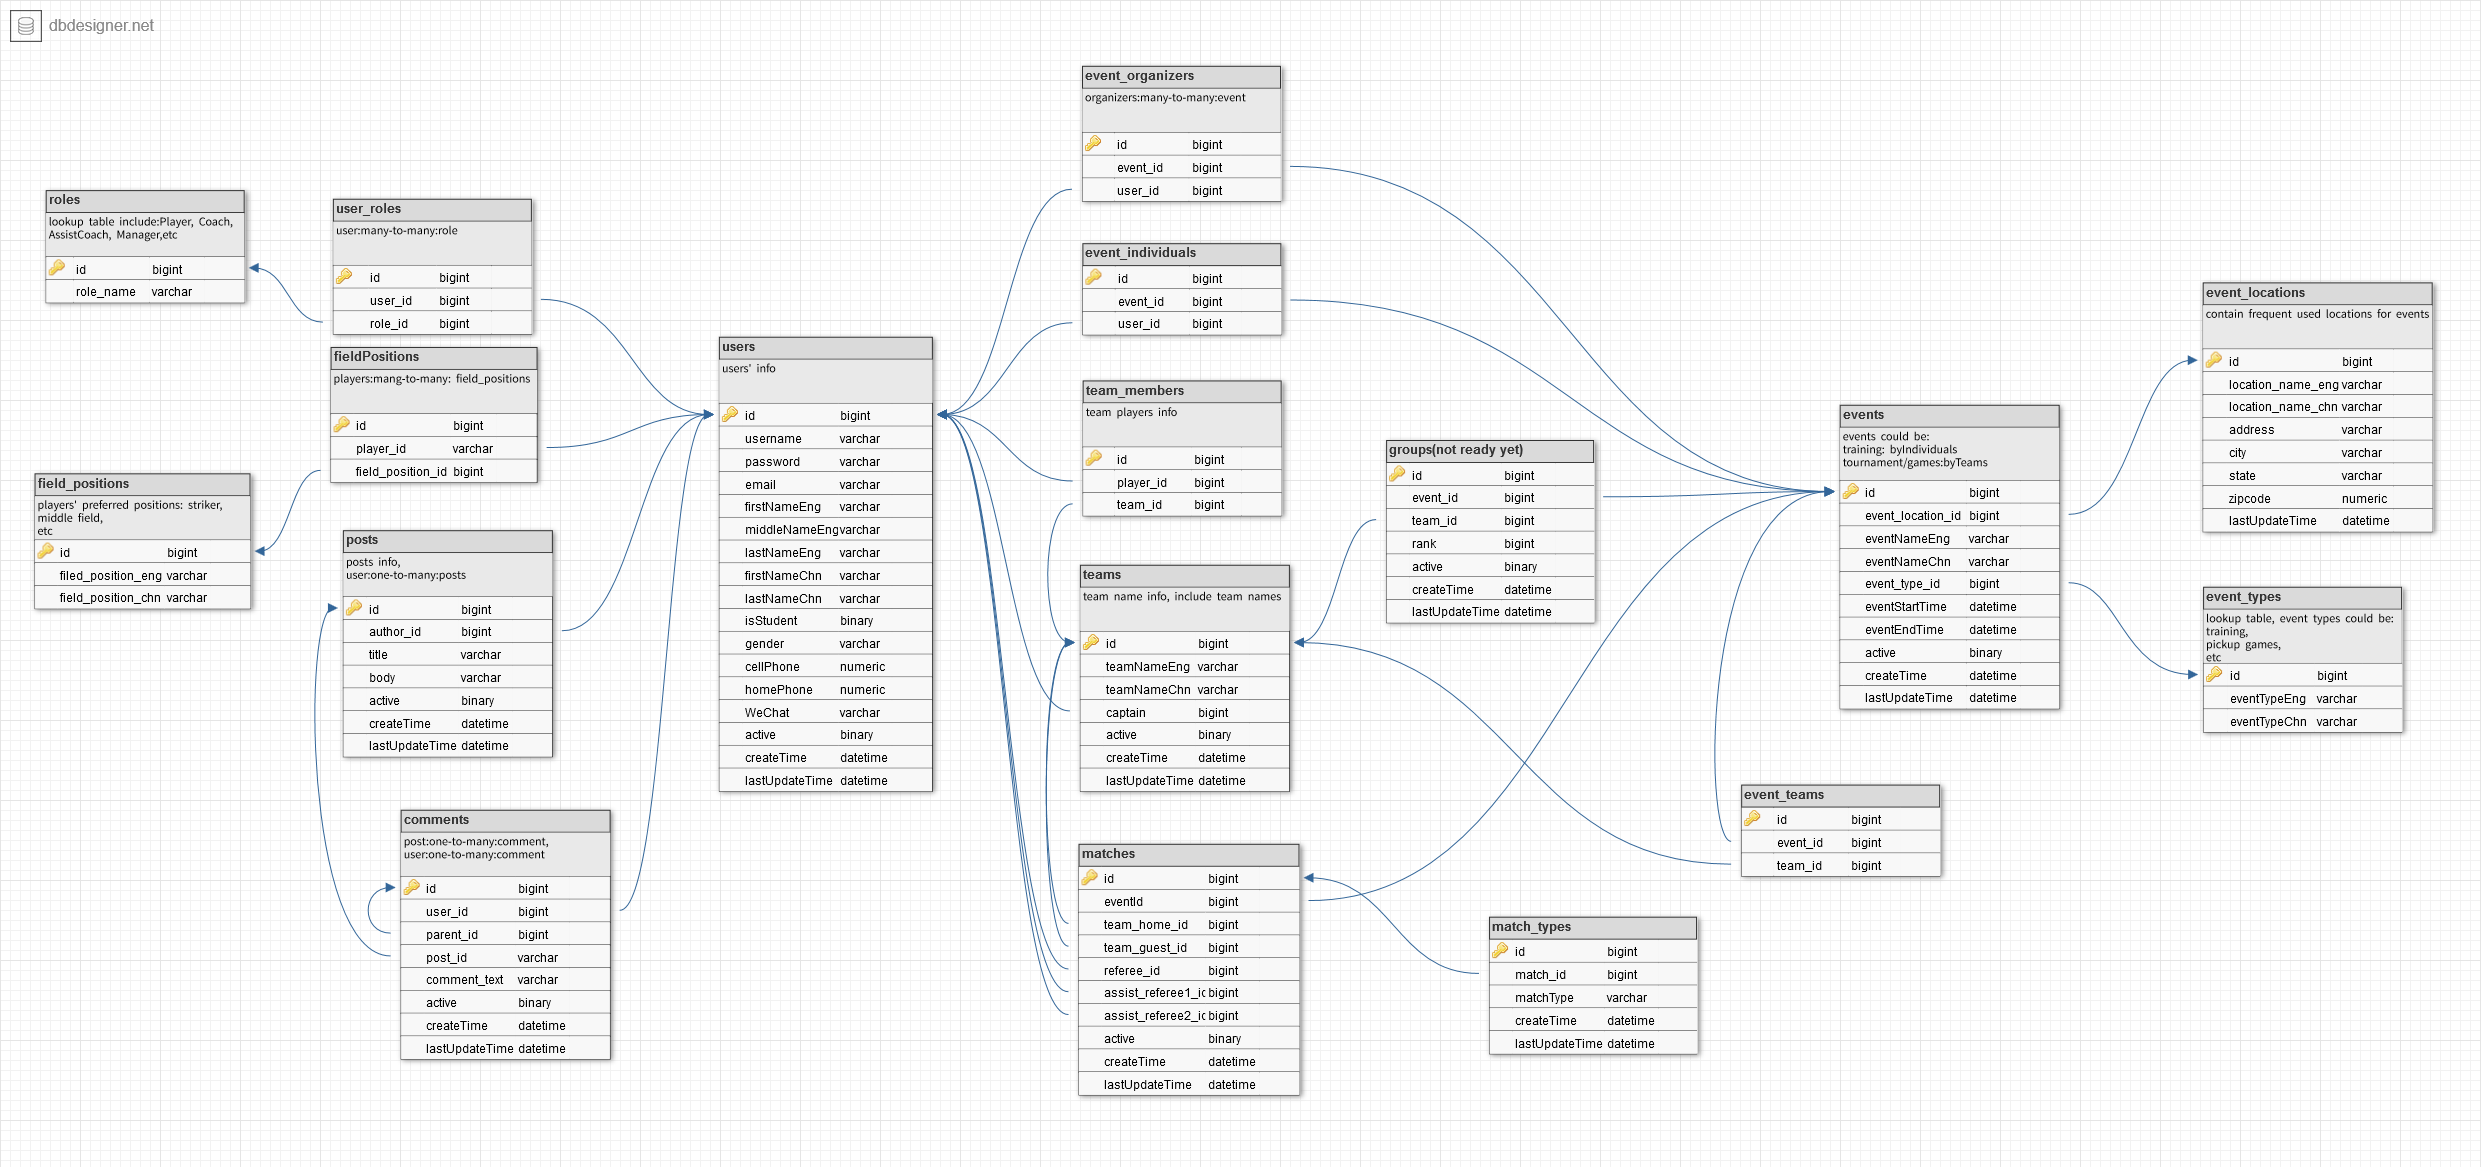 dbdesigner.net
event_organizers
organizers:many-to-many:event
id bigint
event_id bigint
user_id bigint
roles
lookup table include:Player, Coach,
AssistCoach, Manager,etc
id bigint
role_name varchar
user_roles
user:many-to-many:role
id bigint
user_id bigint
role_id bigint
event_individuals
id bigint
event_id bigint
user_id bigint
fieldPositions
players:mang-to-many: field_positions
id bigint
player_id varchar
field_position_id bigint
field_positions
players' preferred positions: striker,
middle field,
etc
id bigint
filed_position_eng varchar
field_position_chn varchar
users
users' info
id bigint
username varchar
password varchar
email varchar
firstNameEng varchar
middleNameEng varchar
lastNameEng varchar
firstNameChn varchar
lastNameChn varchar
isStudent binary
gender varchar
cellPhone numeric
homePhone numeric
WeChat varchar
active binary
createTime datetime
lastUpdateTime datetime
team_members
team players info
id bigint
player_id bigint
team_id bigint
groups(not ready yet)
id bigint
event_id bigint
team_id bigint
rank bigint
active binary
createTime datetime
lastUpdateTime datetime
events
events could be:
training: byIndividuals
tournament/games:byTeams
id bigint
event_location_id bigint
eventNameEng varchar
eventNameChn varchar
event_type_id bigint
eventStartTime datetime
eventEndTime datetime
active binary
createTime datetime
lastUpdateTime datetime
event_locations
contain frequent used locations for events
id bigint
location_name_eng varchar
location_name_chn varchar
address varchar
city varchar
state varchar
zipcode numeric
lastUpdateTime datetime
event_types
lookup table, event types could be:
training,
pickup games,
etc
id bigint
eventTypeEng varchar
eventTypeChn varchar
posts
posts info,
user:one-to-many:posts
id bigint
author_id bigint
title varchar
body varchar
active binary
createTime datetime
lastUpdateTime datetime
teams
team name info, include team names
id bigint
teamNameEng varchar
teamNameChn varchar
captain bigint
active binary
createTime datetime
lastUpdateTime datetime
comments
post:one-to-many:comment,
user:one-to-many:comment
id bigint
user_id bigint
parent_id bigint
post_id varchar
comment_text varchar
active binary
createTime datetime
lastUpdateTime datetime
matches
id bigint
eventId bigint
team_home_id bigint
team_guest_id bigint
referee_id bigint
assist_referee1_ic bigint
assist_referee2_ic bigint
active binary
createTime datetime
lastUpdateTime datetime
event_teams
id bigint
event_id bigint
team_id bigint
match_types
id bigint
match_id bigint
matchType varchar
createTime datetime
lastUpdateTime datetime